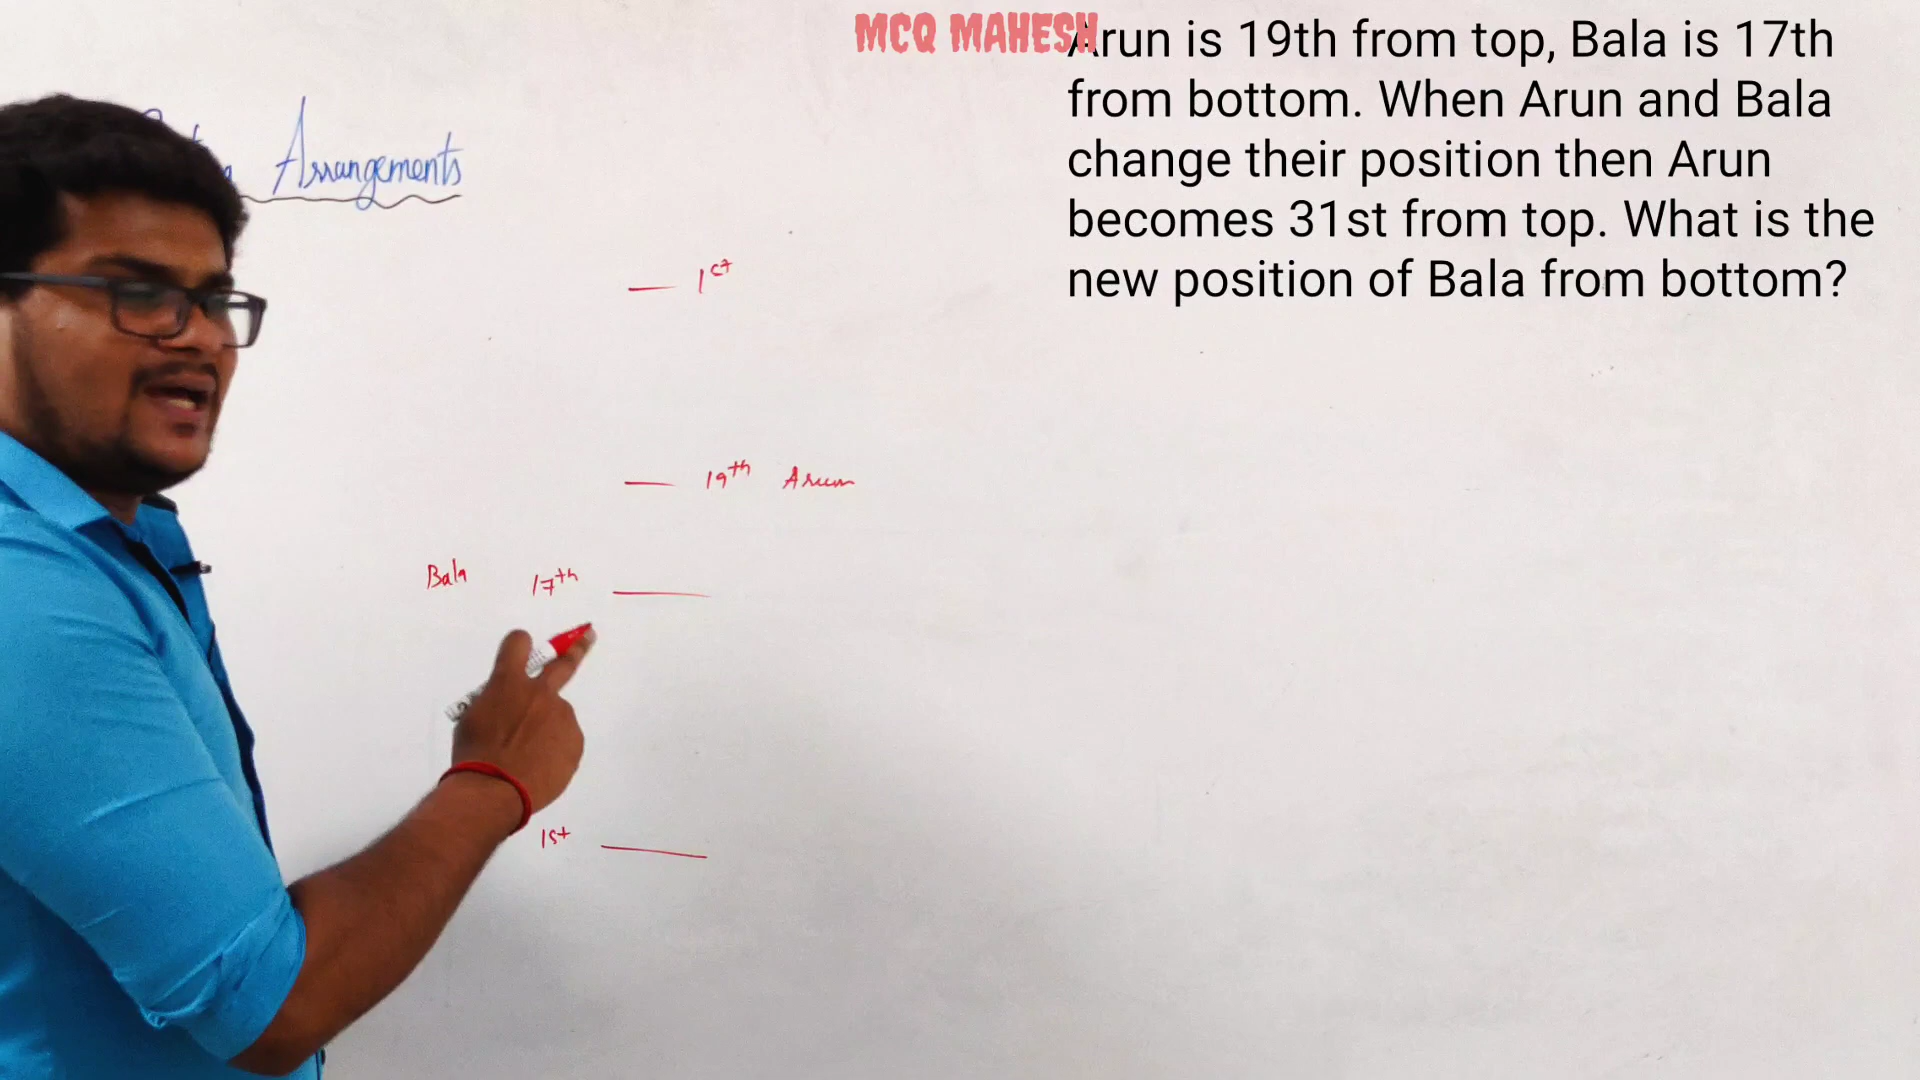 MCQ MAHESH
Arun is 19th from top, Bala is 17th
from bottom. When Arun and Bala
change their position then Arun
becomes 31st from top. What is the
new position of Bala from bottom?
Arrangements
1st
19th Arun
Bala 17th
1st